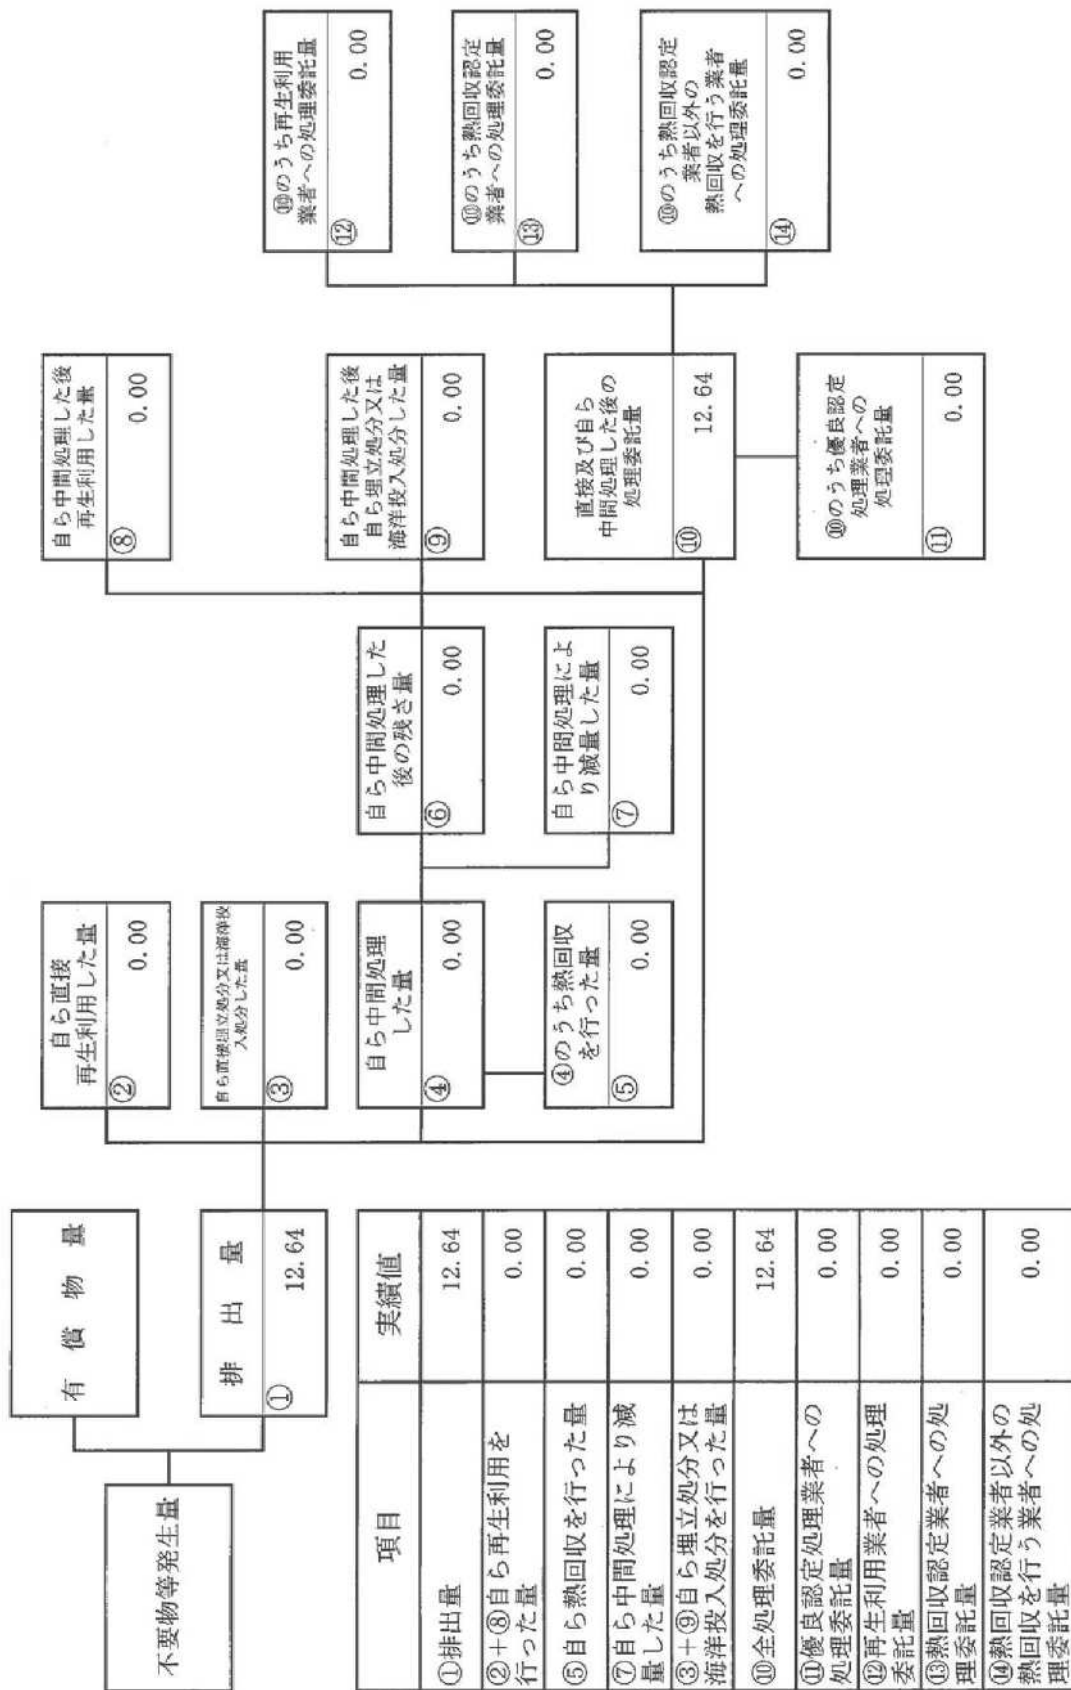 不要物等発生量
有償物量
排出量
①
12.64
自ら直接
再生利用した量
②
0.00
自ら直接埋立処分又は海洋投
入処分した量
③
0.00
自ら中間処理
した量
④
0.00
④のうち熱回収
を行った量
⑤
0.00
自ら中間処理した
後の残さ量
⑥
0.00
自ら中間処理によ
り減量した量
⑦
0.00
自ら中間処理した後
再生利用した量
⑧
0.00
自ら中間処理した後
自ら埋立処分又は
海洋投入処分した量
⑨
0.00
直接及び自ら
中間処理した後の
処理委託量
⑩
12.64
⑩のうち優良認定
処理業者への
処理委託量
⑪
0.00
⑩のうち再生利用
業者への処理委託量
⑫
0.00
⑩のうち熱回収認定
業者への処理委託量
⑬
0.00
⑩のうち熱回収認定
業者以外の
熱回収を行う業者
への処理委託量
⑭
0.00
項目
実績値
①排出量
12.64
②+⑧自ら再生利用を
行った量
0.00
⑤自ら熱回収を行った量
0.00
⑦自ら中間処理により減
量した量
0.00
③+⑨自ら埋立処分又は
海洋投入処分を行った量
0.00
⑩全処理委託量
12.64
⑪優良認定処理業者への
処理委託量
0.00
⑫再生利用業者への処理
委託量
0.00
⑬熱回収認定業者への処
理委託量
0.00
⑭熱回収認定業者以外の
熱回収を行う業者への処
理委託量
0.00